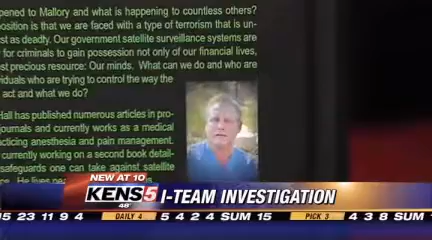 pened to Mallory and what is happening to countless others?
position is that we are faced with a type of terrorism that is un-
st as deadly. Our government satellite surveillance systems are
for criminals to gain possession not only of our financial lives,
st precious resource: Our minds. What can we do and who are
viduals who are trying to control the way the
act and what we do?
Hall has published numerous articles in pro-
journals and currently works as a medical
cticing anesthesia and pain management.
currently working on a second book detail-
safeguards one can take against satellite
He lives
NEW AT 10
KENS5
48°
I-TEAM INVESTIGATION
5 23 11 9 4 DAILY 4 5 4 2 4 SUM 15 PICK 3 4 3 8 SUM